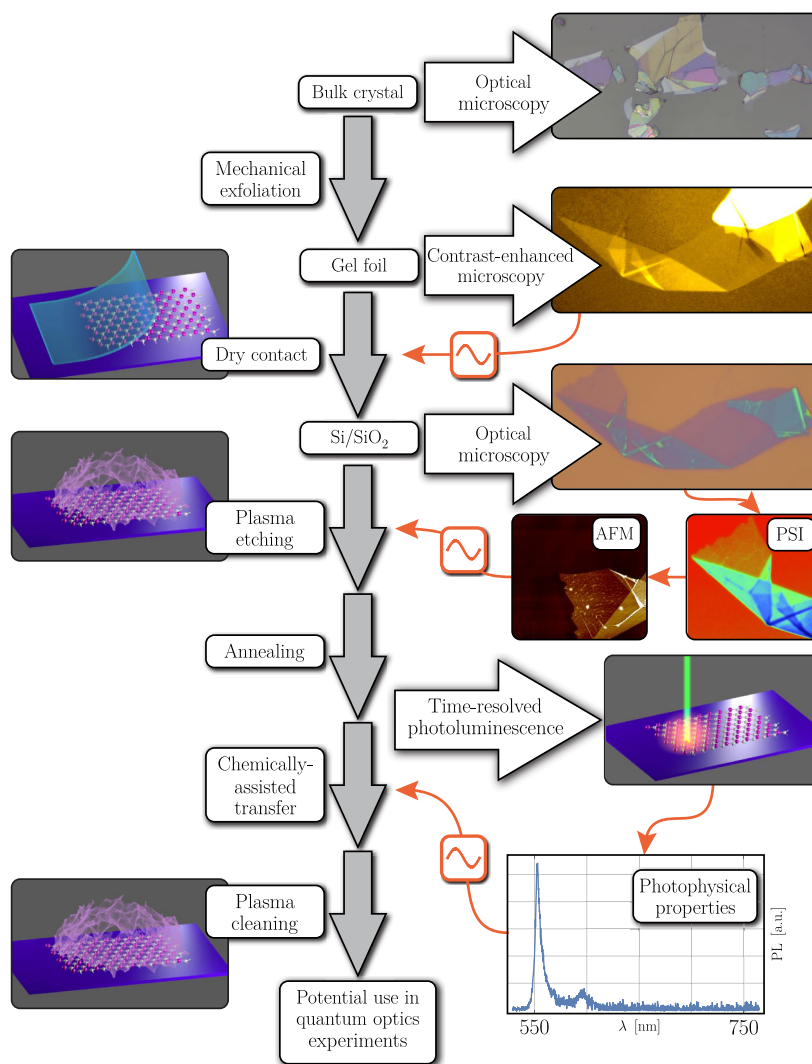 Bulk crystal
Optical
microscopy
Mechanical
exfoliation
Gel foil
Contrast-enhanced
microscopy
Dry contact
Si/SiO₂
Optical
microscopy
Plasma
etching
AFM
PSI
Annealing
Time-resolved
photoluminescence
Chemically-
assisted
transfer
Photophysical
properties
PL [a.u.]
Plasma
cleaning
550
λ [nm]
750
Potential use in
quantum optics
experiments